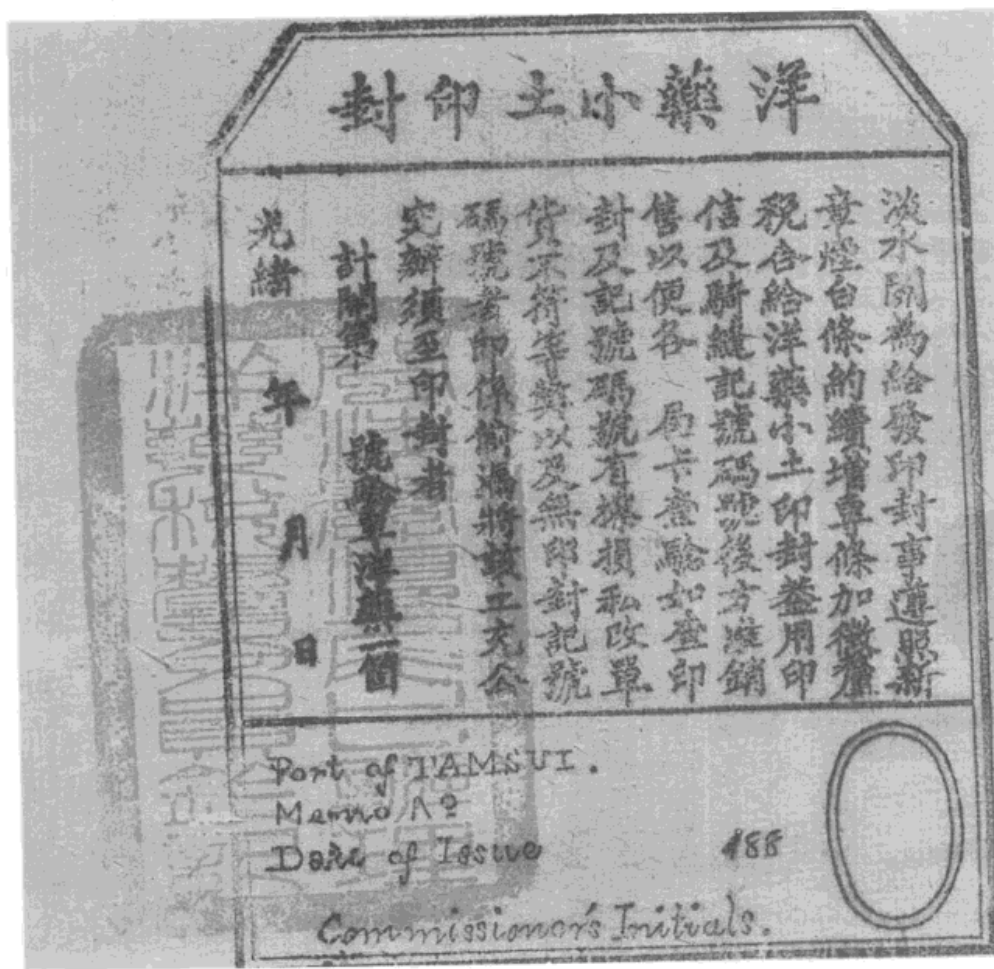 洋藥小土印封
淡水關為給發印封事遵照新
章煙台條約續增專條加徵釐
稅合給洋藥小土印封蓋用印
信及騎縫記號碼號後方准銷
售以便各 局卡查驗如查印
封及記號碼號有擦損私改單
貨不符等獘以及無印封記號
碼號者即係偷漏將該土充公
究辦須至印封者
計開第 號 洋藥一箇
光緒 年 月 日
Port of TAMSUI.
Memo No
Date of Issue 188
Commissioner's Initials.